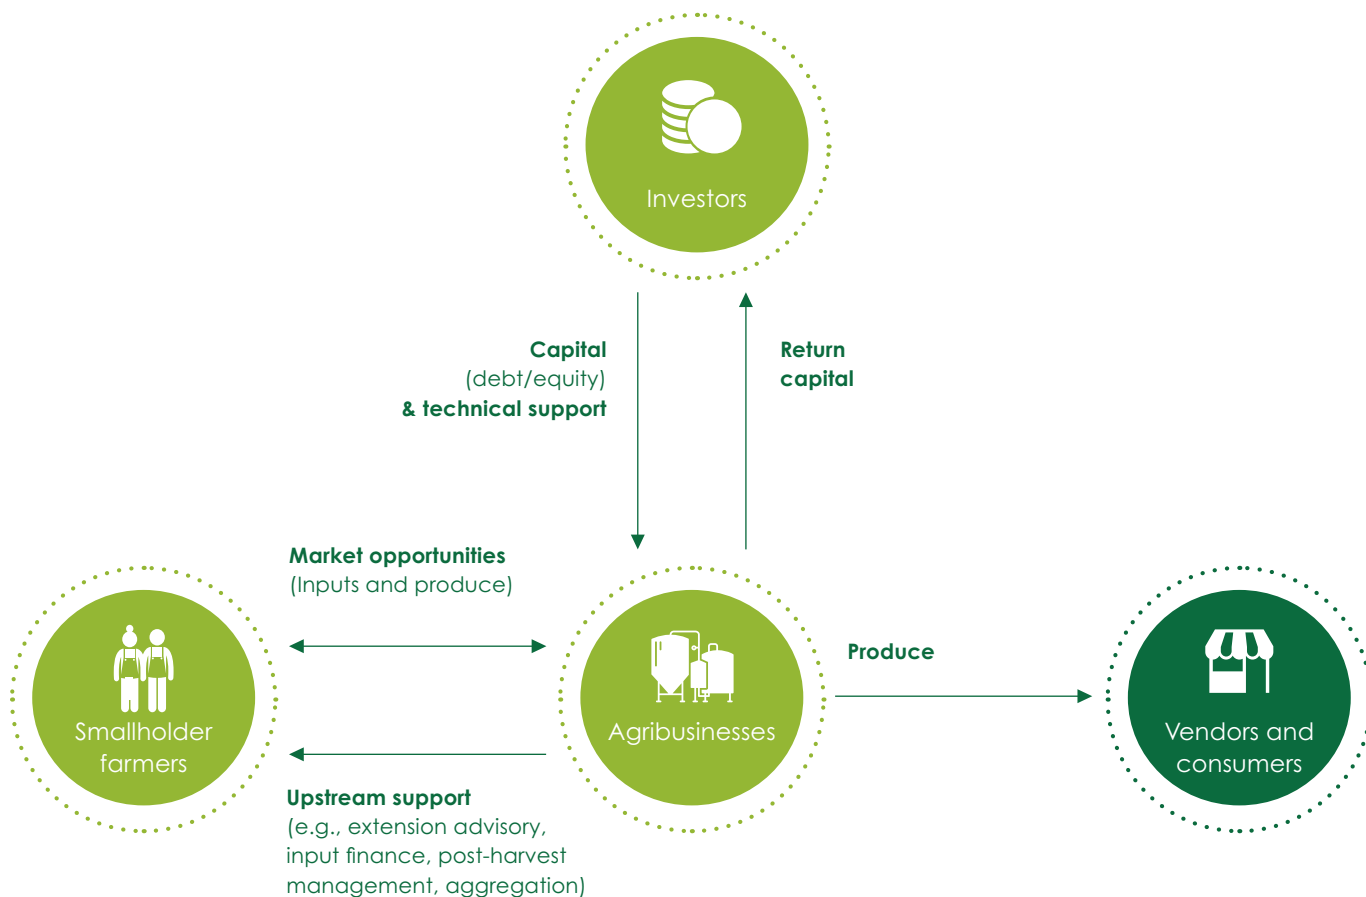 Investors
Capital
(debt/equity)
& technical support
Return
capital
Market opportunities
(Inputs and produce)
Smallholder
farmers
Agribusinesses
Produce
Vendors and
consumers
Upstream support
(e.g., extension advisory,
input finance, post-harvest
management, aggregation)